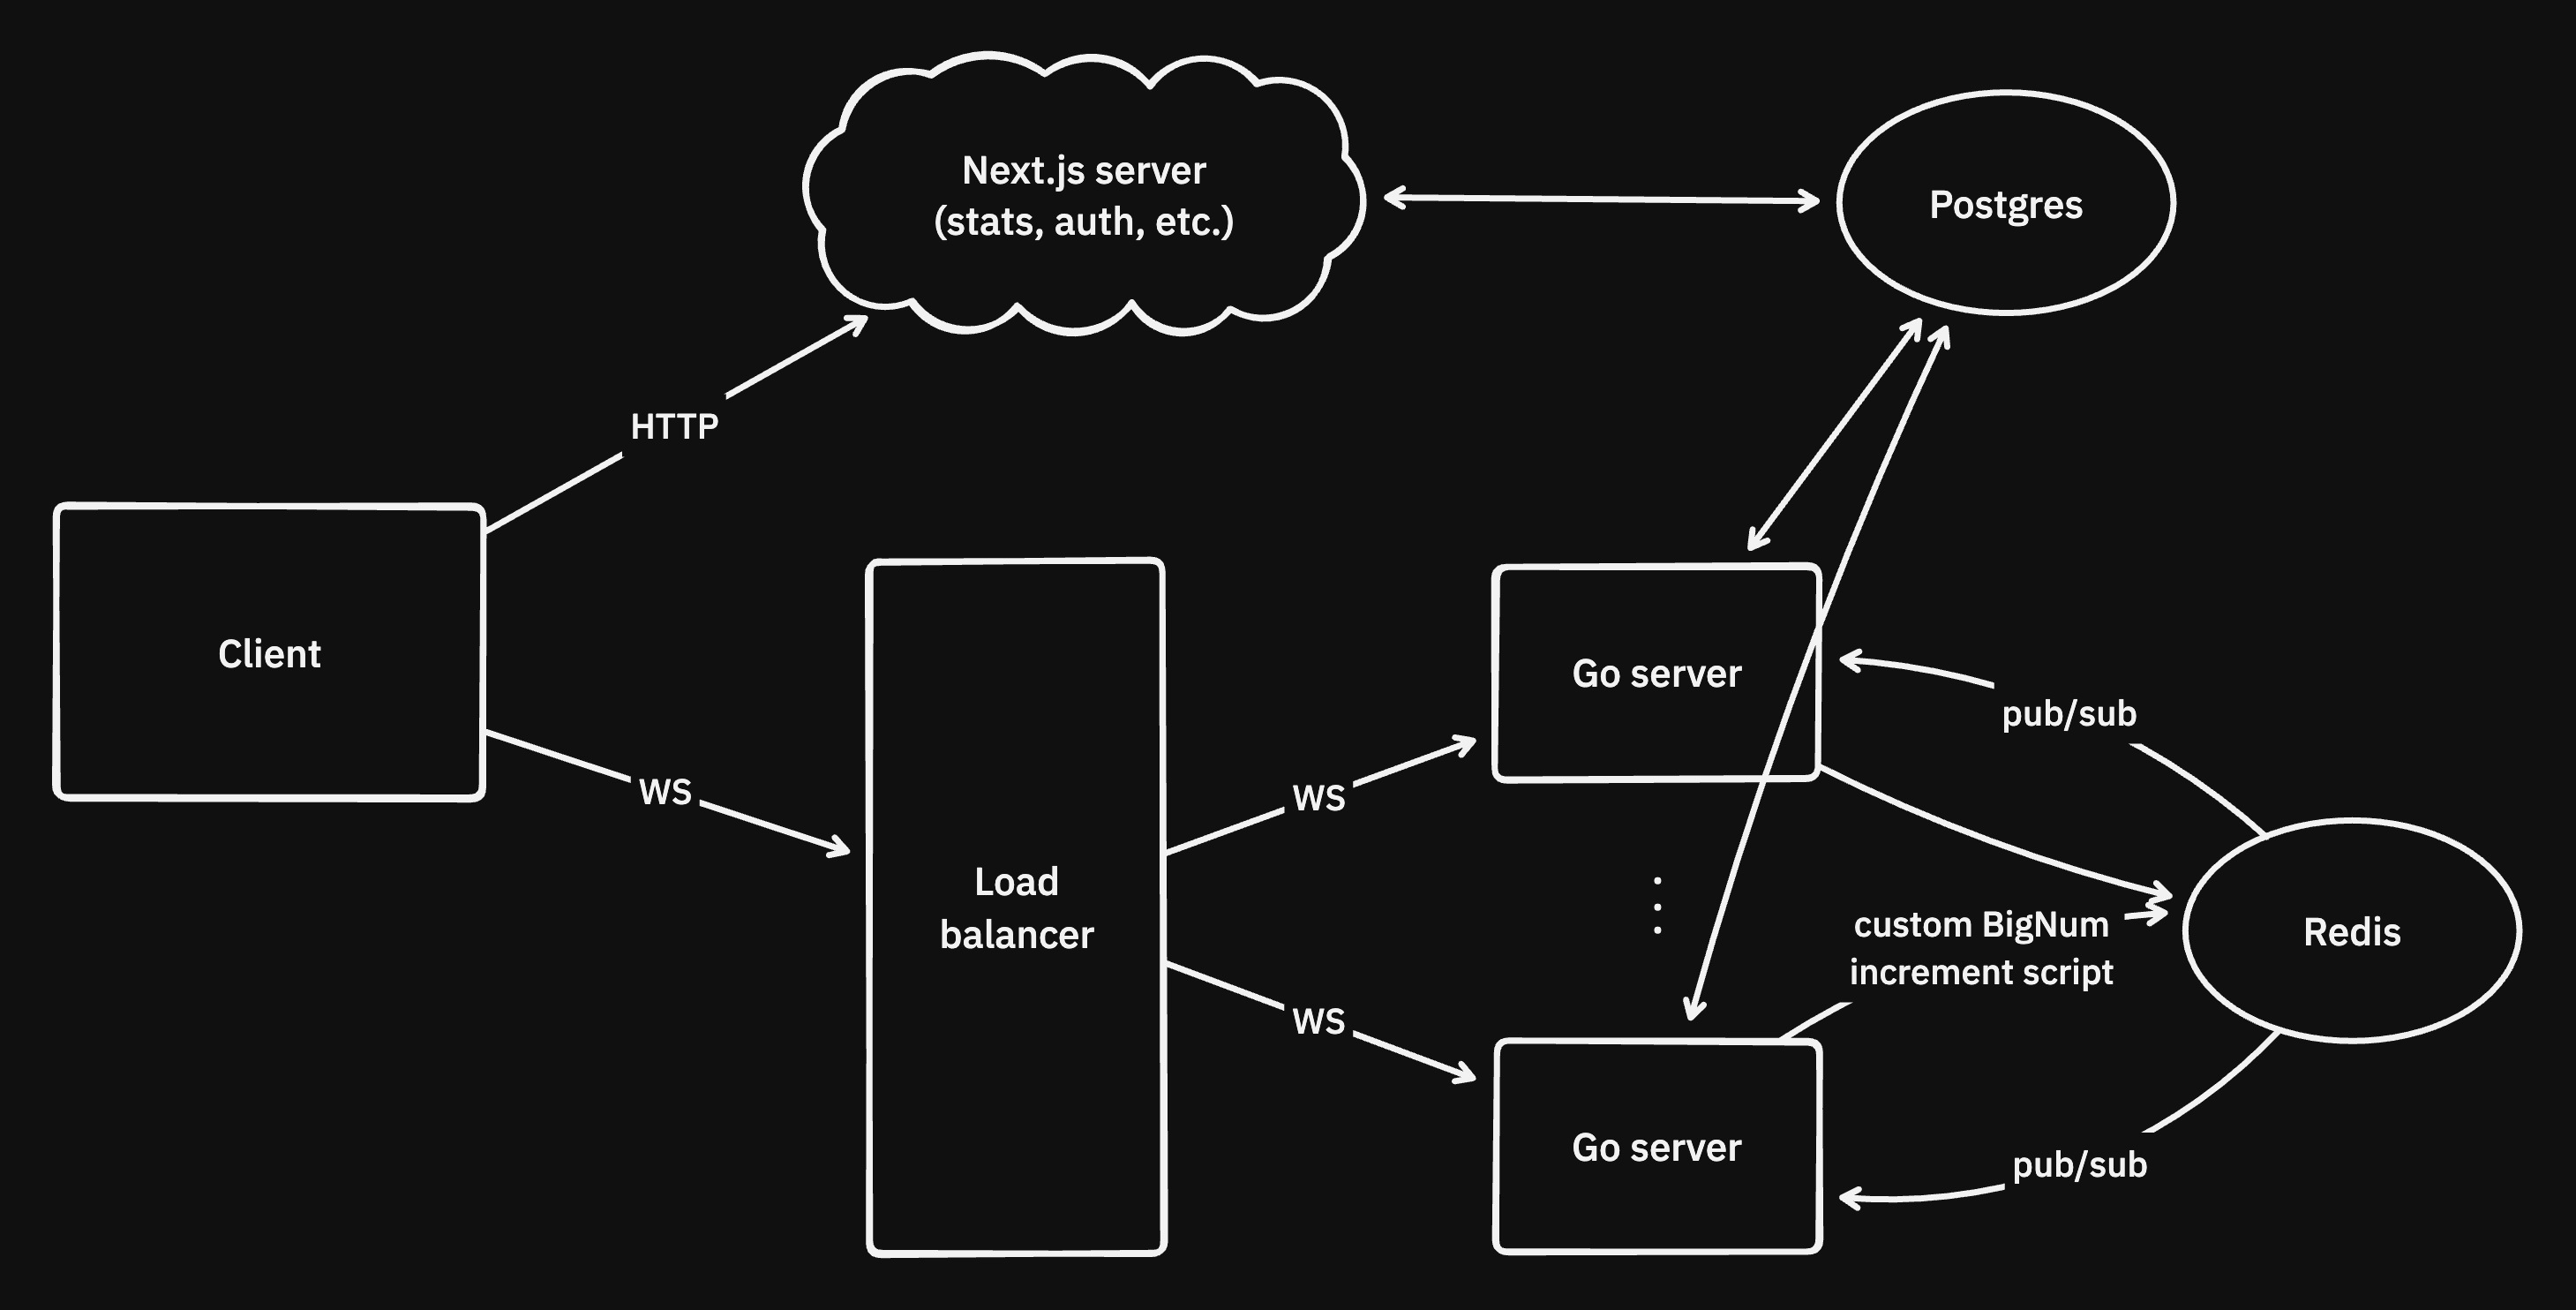 Next.js server
(stats, auth, etc.)
Postgres
HTTP
Client
WS
Load
balancer
WS
WS
Go server
pub/sub
custom BigNum
increment script
Redis
Go server
pub/sub